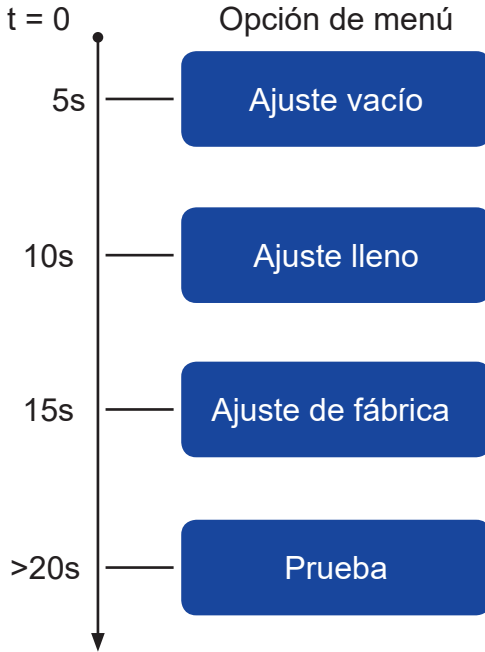 t = 0 Opción de menú
5s Ajuste vacío
10s Ajuste lleno
15s Ajuste de fábrica
>20s Prueba